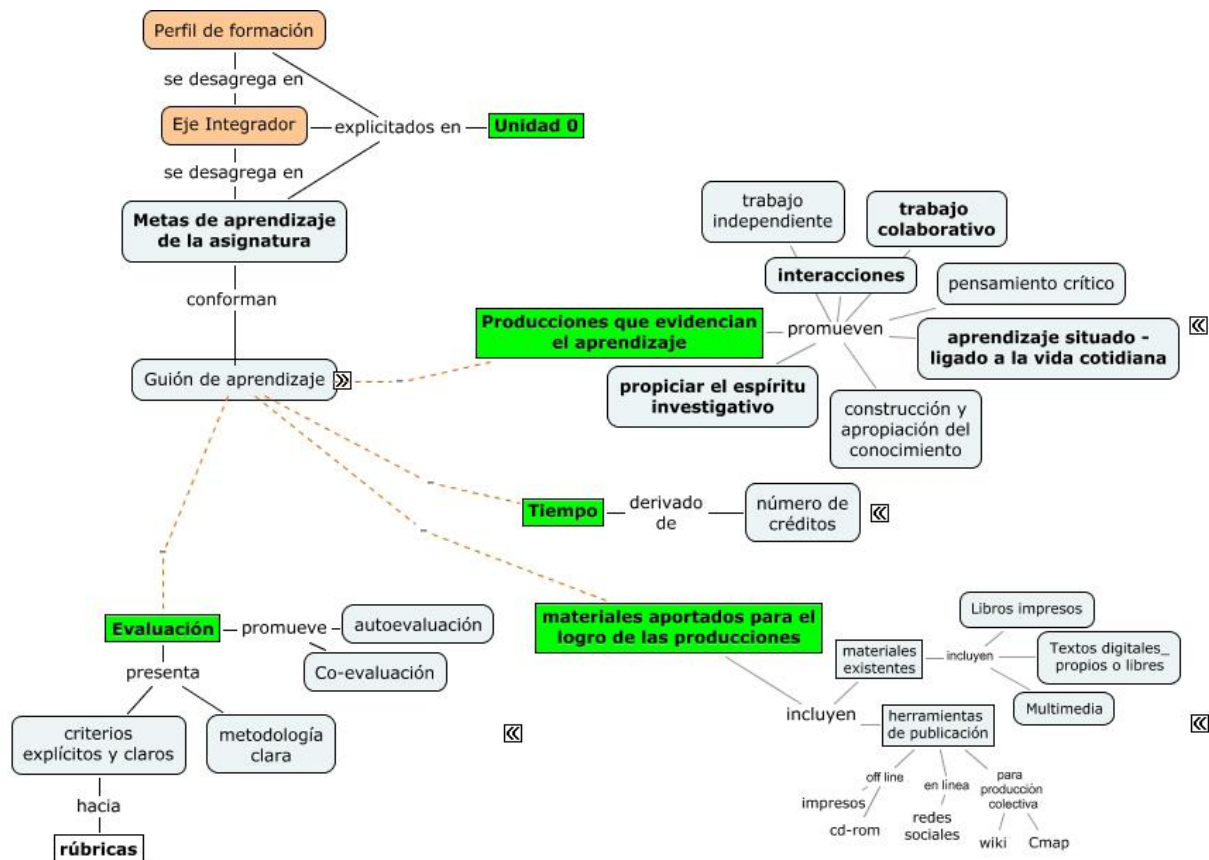 Perfil de formación
se desagrega en
Eje Integrador
explicitados en
Unidad 0
se desagrega en
Metas de aprendizaje
de la asignatura
conforman
Guión de aprendizaje
Producciones que evidencian
el aprendizaje
promueven
trabajo
independiente
trabajo
colaborativo
interacciones
pensamiento crítico
aprendizaje situado -
ligado a la vida cotidiana
propiciar el espíritu
investigativo
construcción y
apropiación del
conocimiento
Tiempo
derivado
de
número de
créditos
Evaluación
promueve
autoevaluación
Co-evaluación
presenta
criterios
explícitos y claros
metodología
clara
hacia
rúbricas
materiales aportados para el
logro de las producciones
incluyen
materiales
existentes
incluyen
Libros impresos
Textos digitales_
propios o libres
Multimedia
herramientas
de publicación
off line
impresos
cd-rom
en línea
redes
sociales
para
producción
colectiva
wiki
Cmap